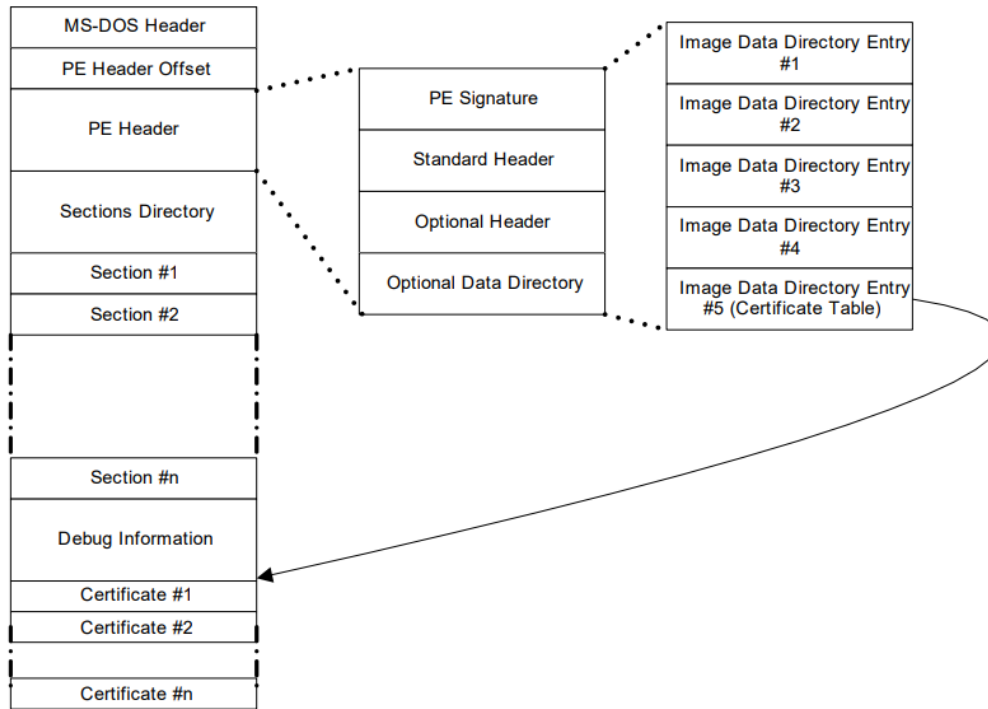 MS-DOS Header
PE Header Offset
PE Header
Sections Directory
Section #1
Section #2
Section #n
Debug Information
Certificate #1
Certificate #2
Certificate #n
PE Signature
Standard Header
Optional Header
Optional Data Directory
Image Data Directory Entry
#1
Image Data Directory Entry
#2
Image Data Directory Entry
#3
Image Data Directory Entry
#4
Image Data Directory Entry
#5 (Certificate Table)